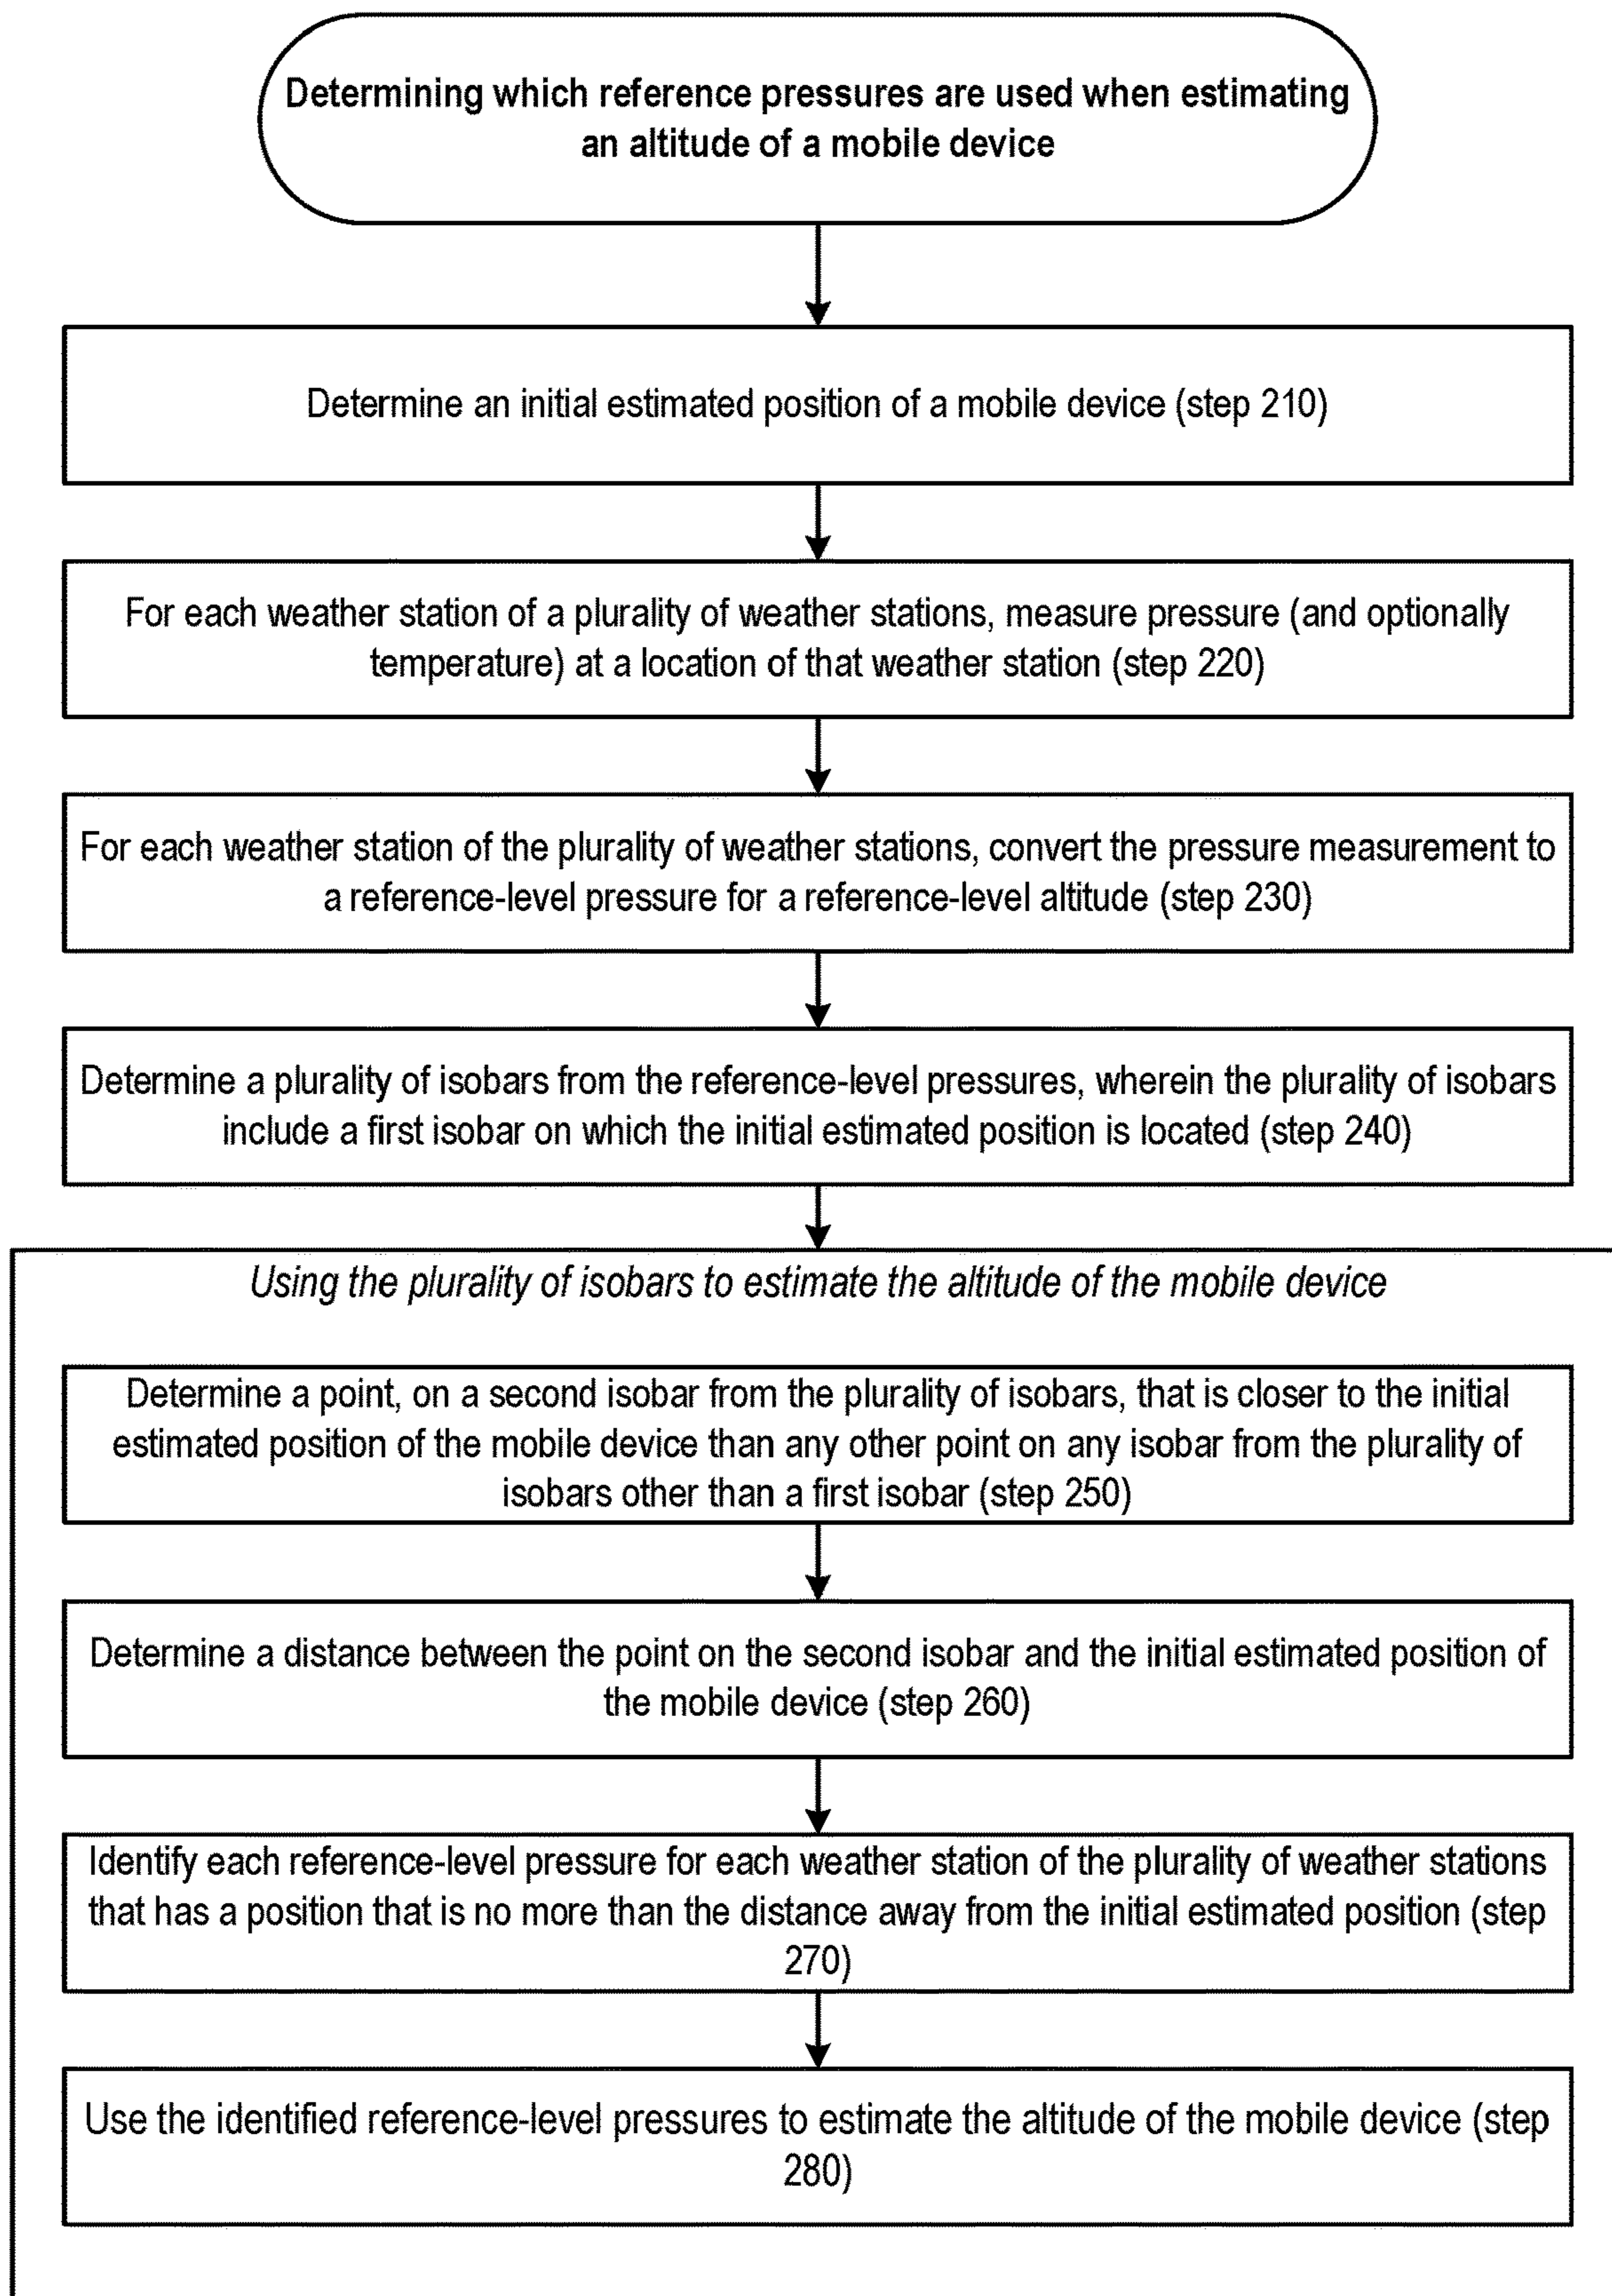 Determining which reference pressures are used when estimating
an altitude of a mobile device
Determine an initial estimated position of a mobile device (step 210)
For each weather station of a plurality of weather stations, measure pressure (and optionally
temperature) at a location of that weather station (step 220)
For each weather station of the plurality of weather stations, convert the pressure measurement to
a reference-level pressure for a reference-level altitude (step 230)
Determine a plurality of isobars from the reference-level pressures, wherein the plurality of isobars
include a first isobar on which the initial estimated position is located (step 240)
Using the plurality of isobars to estimate the altitude of the mobile device
Determine a point, on a second isobar from the plurality of isobars, that is closer to the initial
estimated position of the mobile device than any other point on any isobar from the plurality of
isobars other than a first isobar (step 250)
Determine a distance between the point on the second isobar and the initial estimated position of
the mobile device (step 260)
Identify each reference-level pressure for each weather station of the plurality of weather stations
that has a position that is no more than the distance away from the initial estimated position (step
270)
Use the identified reference-level pressures to estimate the altitude of the mobile device (step
280)